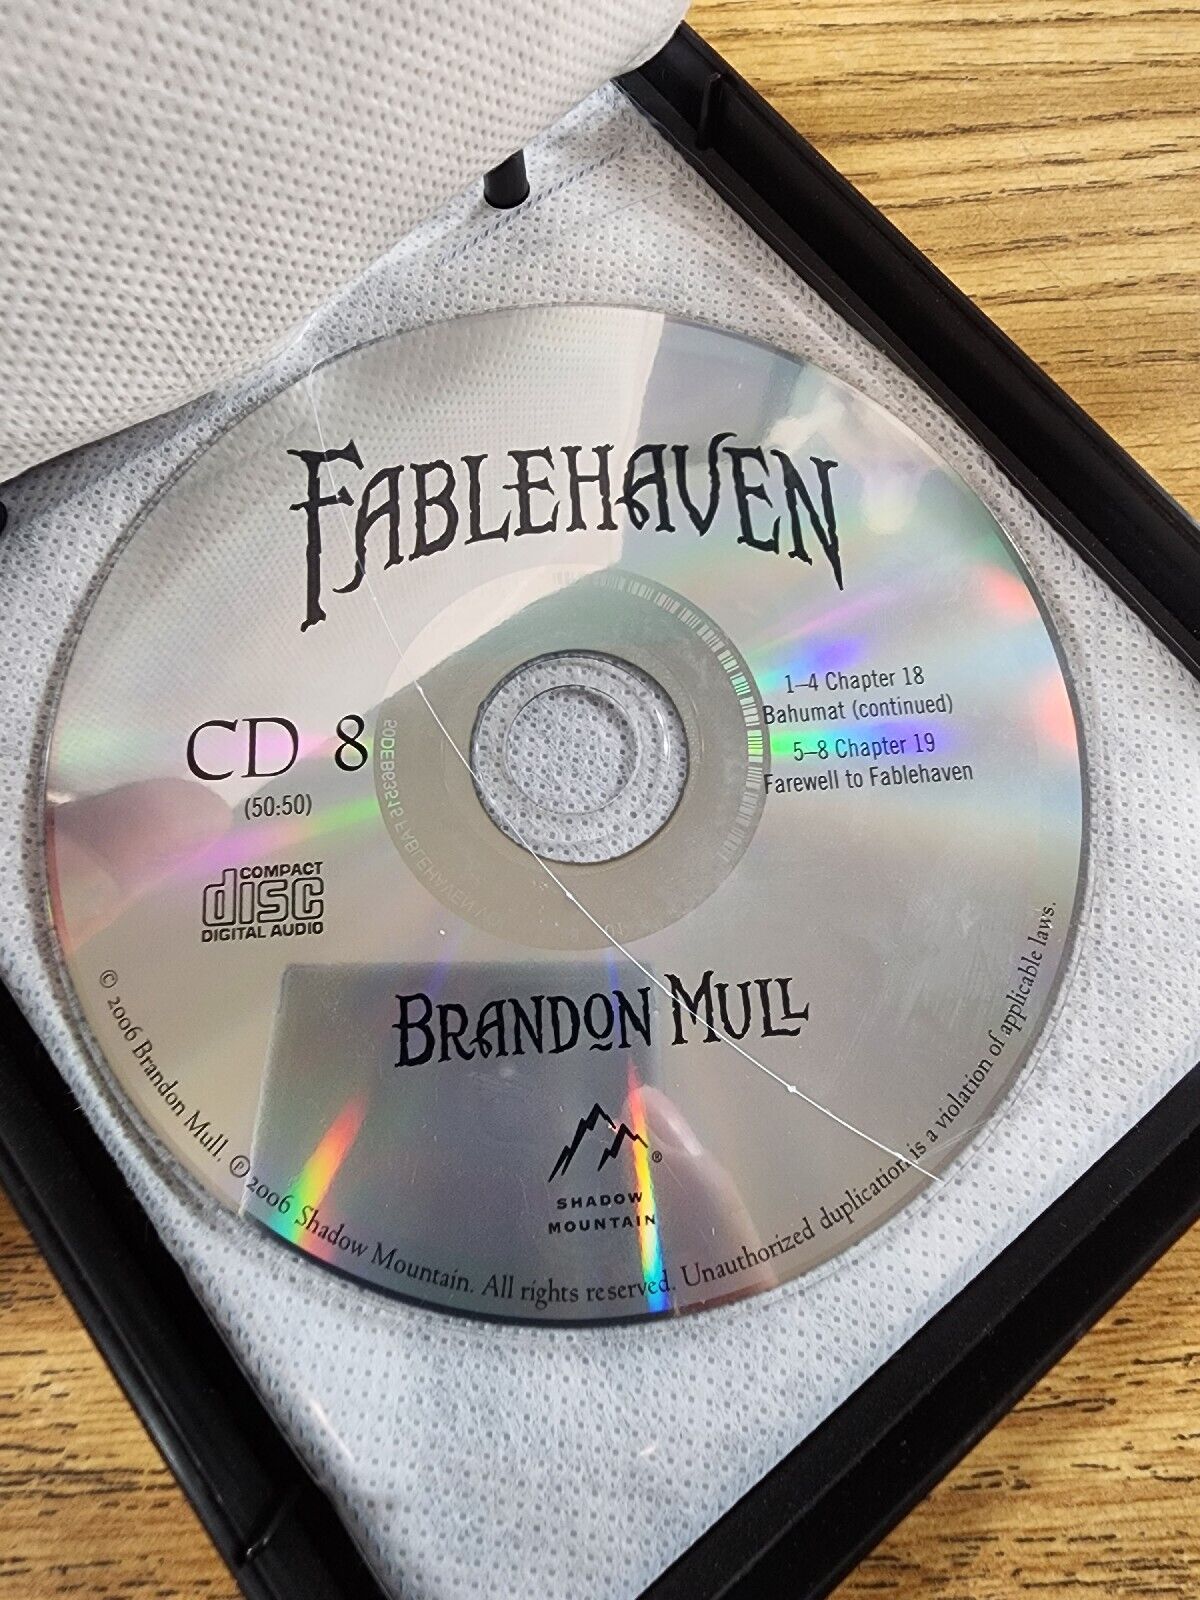 FABLEHAVEN
CD 8
(50:50)
COMPACT
disc
DIGITAL AUDIO
1–4 Chapter 18
Bahumat (continued)
5–8 Chapter 19
Farewell to Fablehaven
BRANDON MULL
®
SHADOW
MOUNTAIN
© 2006 Brandon Mull. ℗ 2006 Shadow Mountain. All rights reserved. Unauthorized duplication is a violation of applicable laws.